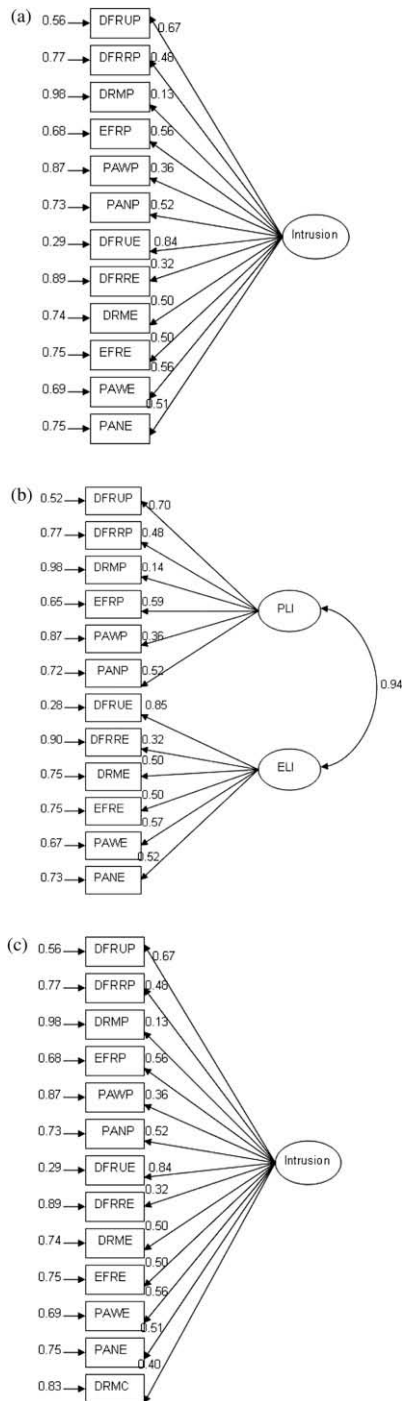 (a)
0.56 DFRUP 0.67
0.77 DFRRP 0.48
0.98 DRMP 0.13
0.68 EFRP 0.56
0.87 PAWP 0.36
0.73 PANP 0.52
Intrusion
0.29 DFRUE 0.84
0.32
0.89 DFRRE
0.50
0.74 DRME
0.50
0.75 EFRE
0.56
0.69 PAWE
0.51
0.75 PANE
(b)
0.52 DFRUP 0.70
0.77 DFRRP 0.48
0.98 DRMP 0.14
0.65 EFRP 0.59
PLI
0.87 PAWP 0.36
0.72 PANP 0.52
0.94
0.28 DFRUE 0.85
0.90 DFRRE 0.32
0.50
0.75 DRME
ELI
0.50
0.75 EFRE
0.57
0.67 PAWE
0.52
0.73 PANE
(c)
0.56 DFRUP 0.67
0.77 DFRRP 0.48
0.98 DRMP 0.13
0.68 EFRP 0.56
0.87 PAWP 0.36
0.73 PANP 0.52
Intrusion
0.29 DFRUE 0.84
0.32
0.89 DFRRE
0.50
0.74 DRME
0.50
0.75 EFRE
0.56
0.69 PAWE
0.51
0.75 PANE
0.40
0.83 DRMC